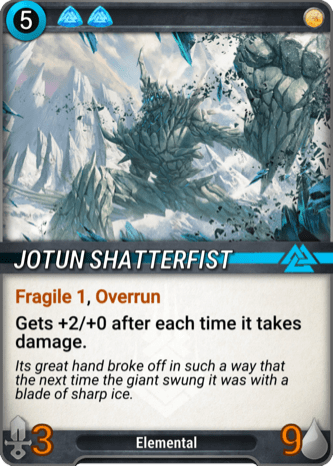 5
JOTUN SHATTERFIST
Fragile 1, Overrun
Gets +2/+0 after each time it takes
damage.
Its great hand broke off in such a way that
the next time the giant swung it was with a
blade of sharp ice.
3
Elemental
9